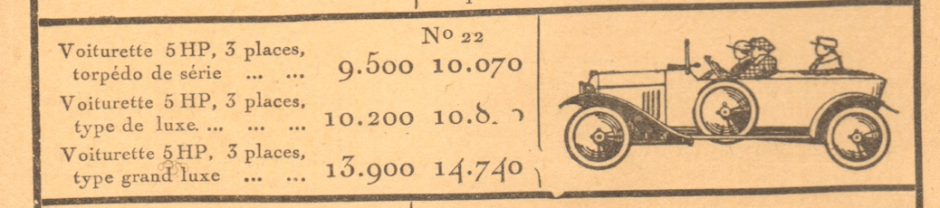 No 22
Voiturette 5 HP, 3 places,
torpédo de série ... ... 9.500 10.070
Voiturette 5 HP, 3 places,
type de luxe. ... ... ... 10.200
Voiturette 5 HP, 3 places,
type grand luxe ... ... 13.900 14.740